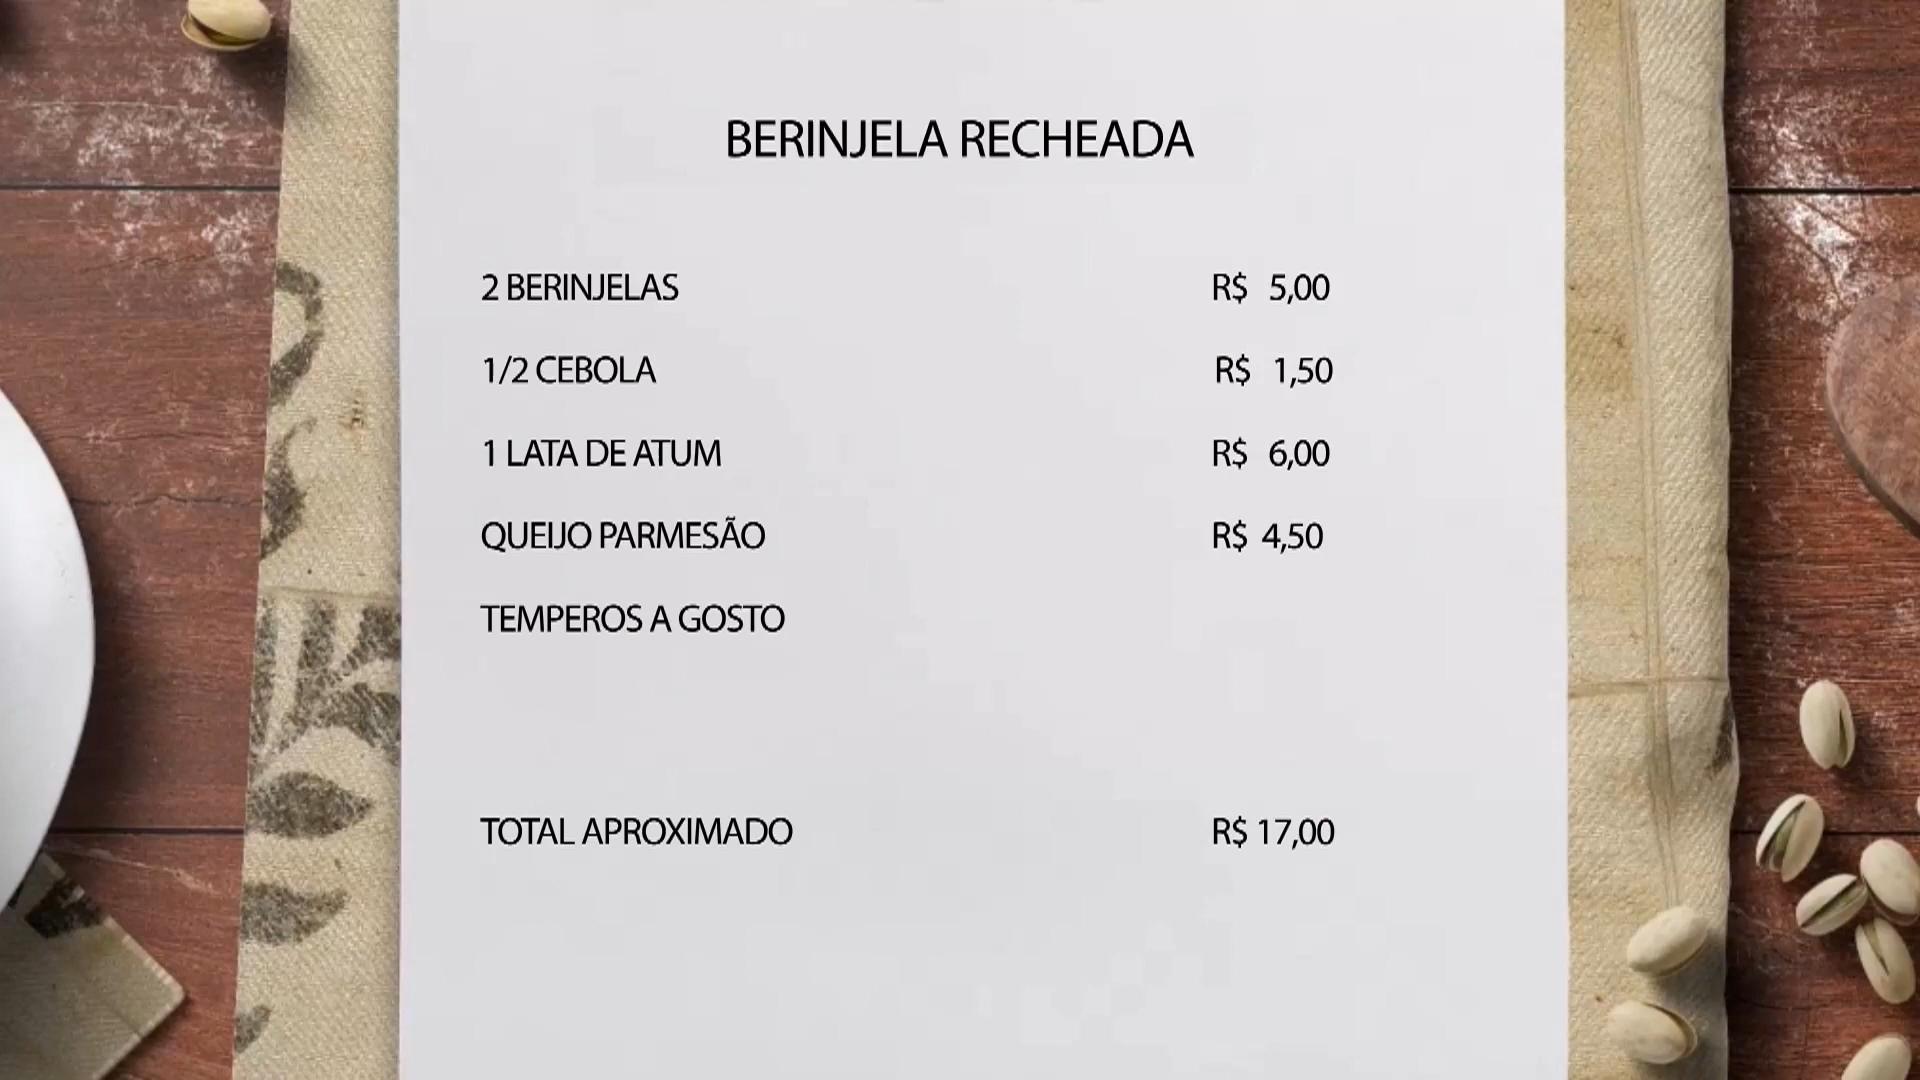 BERINJELA RECHEADA
2 BERINJELAS R$ 5,00
1/2 CEBOLA R$ 1,50
1 LATA DE ATUM R$ 6,00
QUEIJO PARMESÃO R$ 4,50
TEMPEROS A GOSTO
TOTAL APROXIMADO R$ 17,00